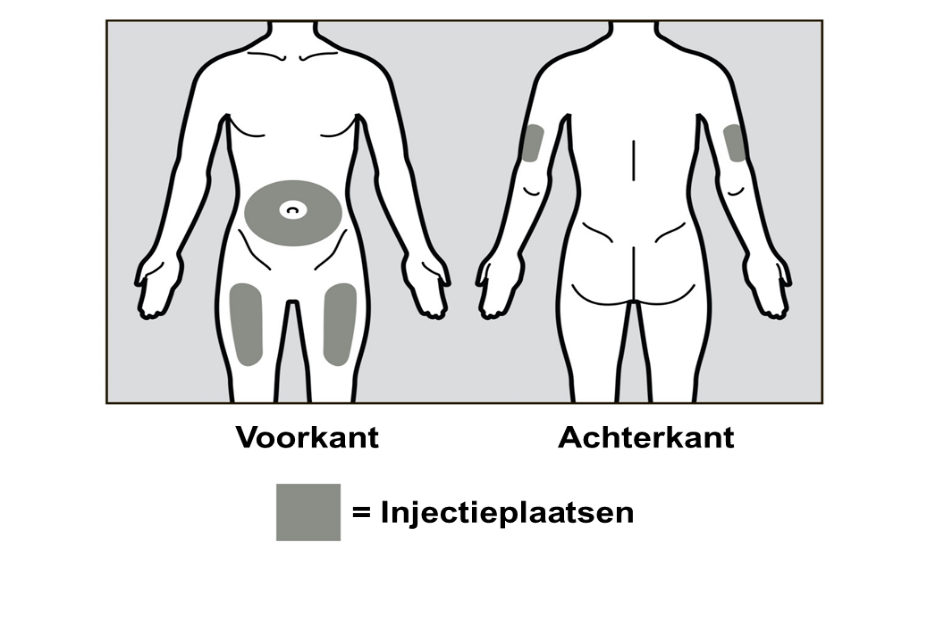 Voorkant
Achterkant
= Injectieplaatsen